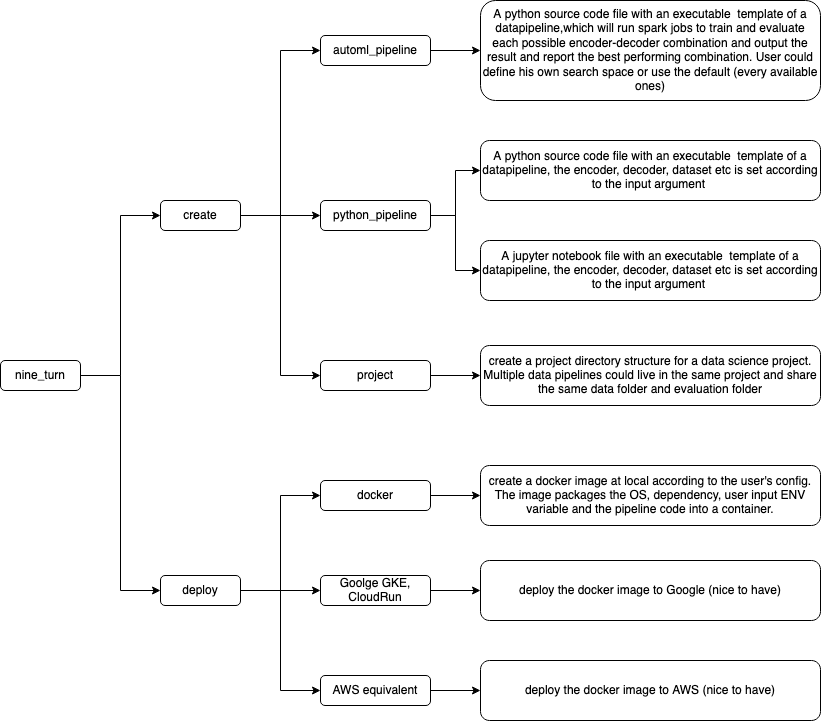 A python source code file with an executable template of a
datapipeline,which will run spark jobs to train and evaluate
each possible encoder-decoder combination and output the
result and report the best performing combination. User could
define his own search space or use the default (every available
ones)
automl_pipeline
A python source code file with an executable template of a
datapipeline, the encoder, decoder, dataset etc is set according
to the input argument
create
python_pipeline
A jupyter notebook file with an executable template of a
datapipeline, the encoder, decoder, dataset etc is set according
to the input argument
nine_turn
project
create a project directory structure for a data science project.
Multiple data pipelines could live in the same project and share
the same data folder and evaluation folder
docker
create a docker image at local according to the user's config.
The image packages the OS, dependency, user input ENV
variable and the pipeline code into a container.
deploy
Goolge GKE,
CloudRun
deploy the docker image to Google (nice to have)
AWS equivalent
deploy the docker image to AWS (nice to have)